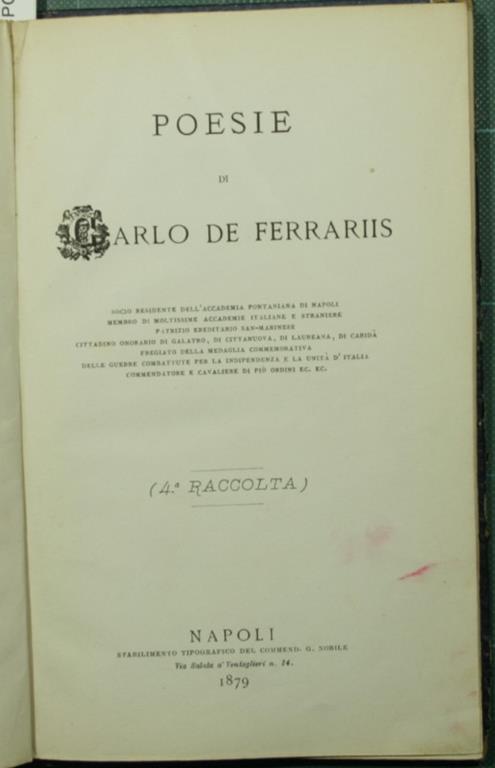 PO
POESIE
DI
CARLO DE FERRARIIS
SOCIO RESIDENTE DELL'ACCADEMIA PONTANIANA DI NAPOLI
MEMBRO DI MOLTISSIME ACCADEMIE ITALIANE E STRANIERE
PATRIZIO EREDITARIO SAN-MARINESE
CITTADINO ONORARIO DI GALATRO, DI CITTANUOVA, DI LAUREANA, DI CARIDÀ
FREGIATO DELLA MEDAGLIA COMMEMORATIVA
DELLE GUERRE COMBATTUTE PER LA INDIPENDENZA E LA UNITÀ D'ITALIA
COMMENDATORE E CAVALIERE DI PIÙ ORDINI EC. EC.
(4.ª RACCOLTA)
NAPOLI
STABILIMENTO TIPOGRAFICO DEL COMMEND. G. NOBILE
Via Salata a' Ventaglieri n. 14.
1879